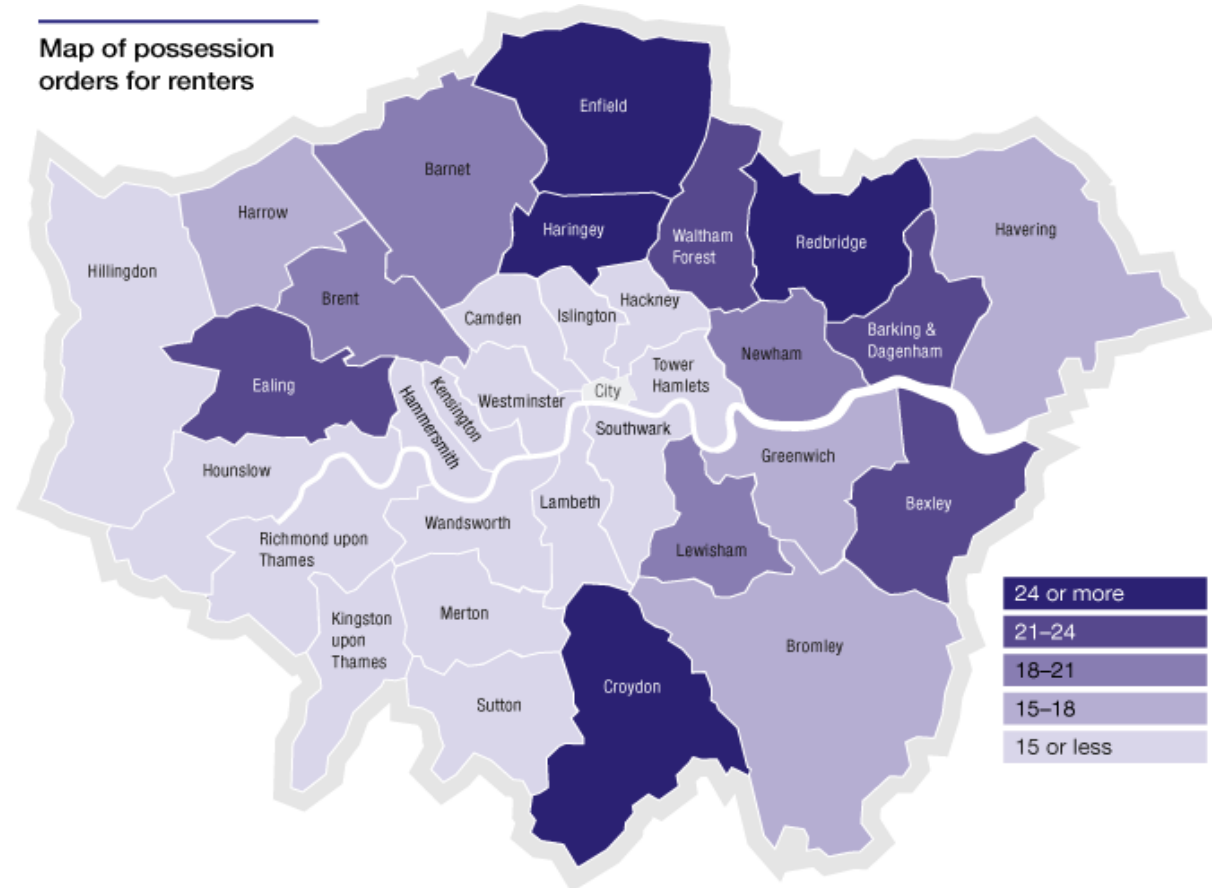 Map of possession
orders for renters
Enfield
Barnet
Haringey
Waltham
Forest
Redbridge
Havering
Harrow
Hillingdon
Brent
Camden
Islington
Hackney
Newham
Barking &
Dagenham
Ealing
Hammersmith
Kensington
Westminster
City
Tower
Hamlets
Southwark
Greenwich
Hounslow
Lambeth
Bexley
Richmond upon
Thames
Wandsworth
Lewisham
Kingston
upon
Thames
Merton
Bromley
Sutton
Croydon
24 or more
21–24
18–21
15–18
15 or less